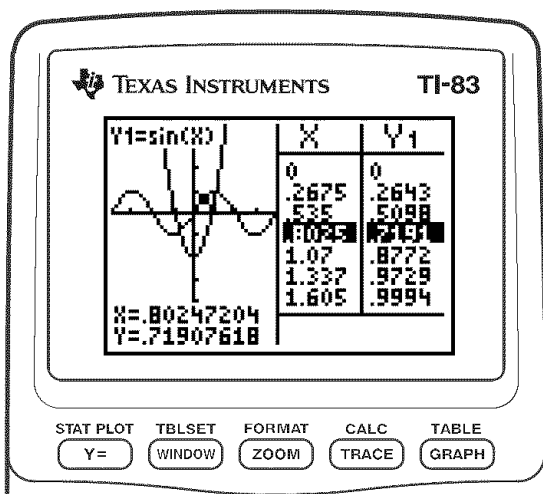 TEXAS INSTRUMENTS TI-83
Y1=sin(X)
X Y1
0 0
.2675 .2643
.535 .5098
.8025 .7191
1.07 .8772
1.337 .9729
1.605 .9994
X=.80247204
Y=.71907618
STAT PLOT TBLSET FORMAT CALC TABLE
Y= WINDOW ZOOM TRACE GRAPH